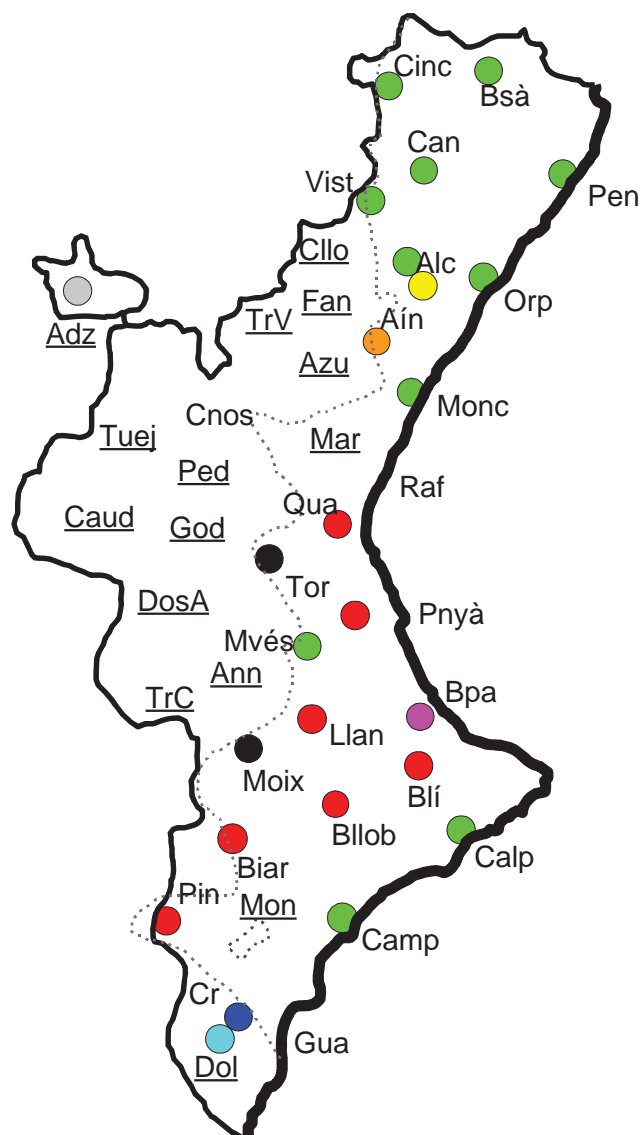 Cinc
Bsà
Can
Vist
Pen
Cllo
Alc
Fan
Orp
TrV
Aín
Adz
Azu
Monc
Cnos
Mar
Tuej
Ped
Raf
Qua
Caud
God
Tor
DosA
Pnyà
Mvés
Ann
Bpa
TrC
Llan
Moix
Blí
Bllob
Calp
Biar
Pin
Mon
Camp
Cr
Gua
Dol